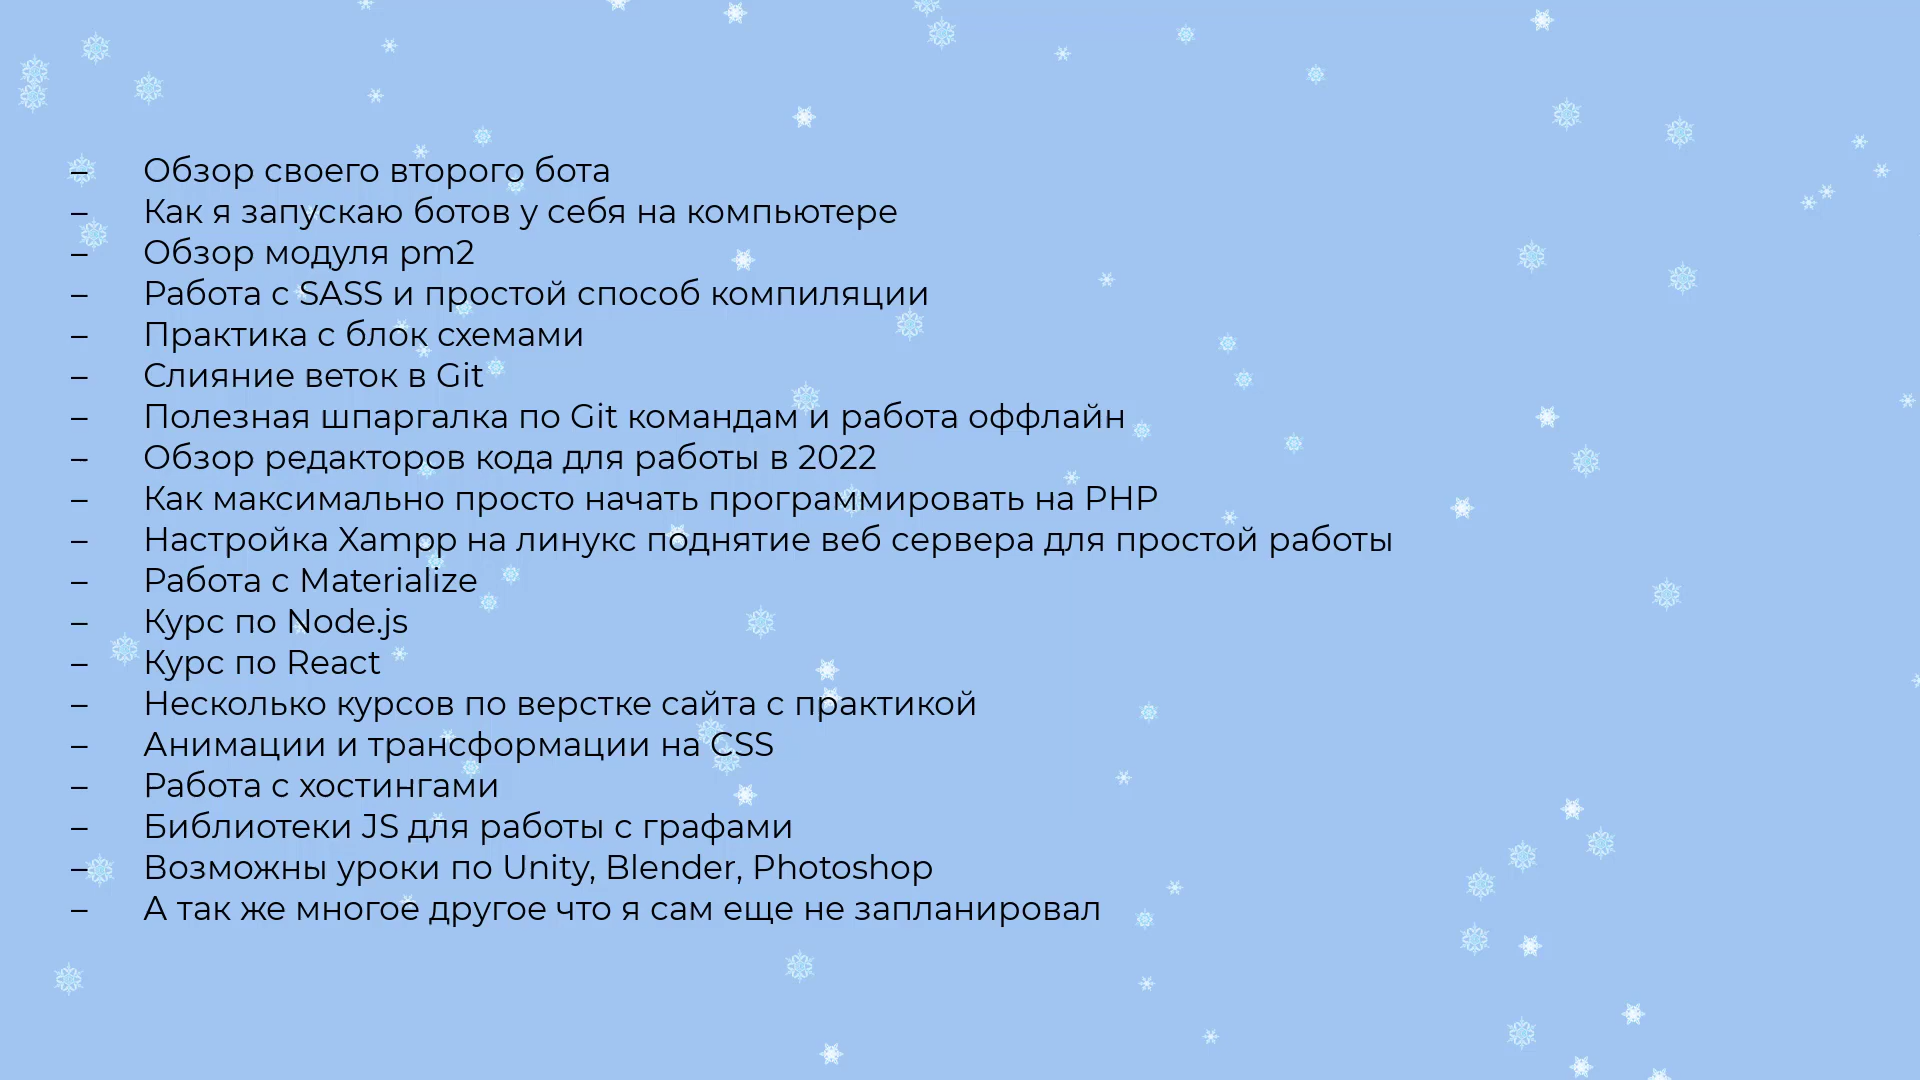 – Обзор своего второго бота
– Как я запускаю ботов у себя на компьютере
– Обзор модуля pm2
– Работа с SASS и простой способ компиляции
– Практика с блок схемами
– Слияние веток в Git
– Полезная шпаргалка по Git командам и работа оффлайн
– Обзор редакторов кода для работы в 2022
– Как максимально просто начать программировать на PHP
– Настройка Xampp на линукс поднятие веб сервера для простой работы
– Работа с Materialize
– Курс по Node.js
– Курс по React
– Несколько курсов по верстке сайта с практикой
– Анимации и трансформации на CSS
– Работа с хостингами
– Библиотеки JS для работы с графами
– Возможны уроки по Unity, Blender, Photoshop
– А так же многое другое что я сам еще не запланировал